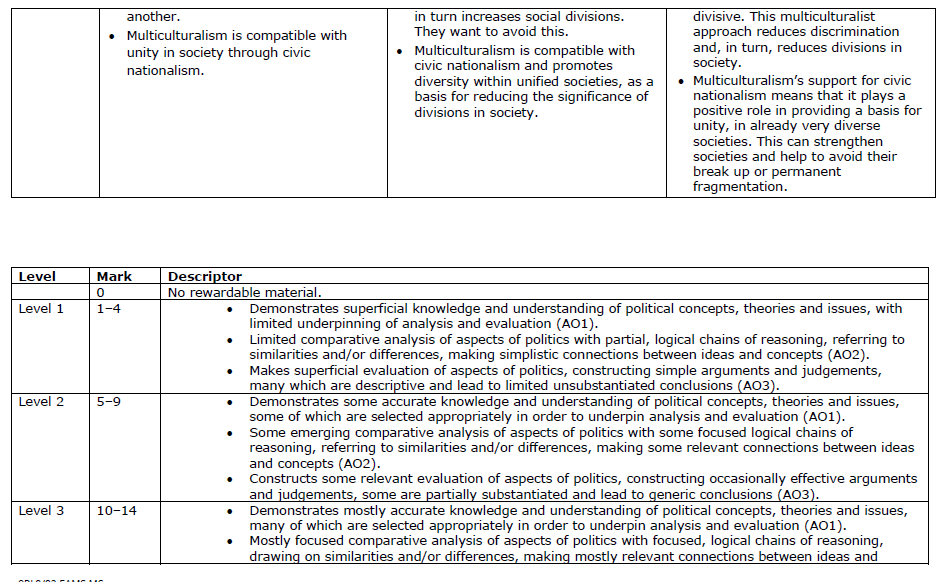 another.
• Multiculturalism is compatible with
unity in society through civic
nationalism.
in turn increases social divisions.
They want to avoid this.
• Multiculturalism is compatible with
civic nationalism and promotes
diversity within unified societies, as a
basis for reducing the significance of
divisions in society.
divisive. This multiculturalist
approach reduces discrimination
and, in turn, reduces divisions in
society.
• Multiculturalism’s support for civic
nationalism means that it plays a
positive role in providing a basis for
unity, in already very diverse
societies. This can strengthen
societies and help to avoid their
break up or permanent
fragmentation.
Level Mark Descriptor
0 No rewardable material.
Level 1 1–4 • Demonstrates superficial knowledge and understanding of political concepts, theories and issues, with
limited underpinning of analysis and evaluation (AO1).
• Limited comparative analysis of aspects of politics with partial, logical chains of reasoning, referring to
similarities and/or differences, making simplistic connections between ideas and concepts (AO2).
• Makes superficial evaluation of aspects of politics, constructing simple arguments and judgements,
many which are descriptive and lead to limited unsubstantiated conclusions (AO3).
Level 2 5–9 • Demonstrates some accurate knowledge and understanding of political concepts, theories and issues,
some of which are selected appropriately in order to underpin analysis and evaluation (AO1).
• Some emerging comparative analysis of aspects of politics with some focused logical chains of
reasoning, referring to similarities and/or differences, making some relevant connections between ideas
and concepts (AO2).
• Constructs some relevant evaluation of aspects of politics, constructing occasionally effective arguments
and judgements, some are partially substantiated and lead to generic conclusions (AO3).
Level 3 10–14 • Demonstrates mostly accurate knowledge and understanding of political concepts, theories and issues,
many of which are selected appropriately in order to underpin analysis and evaluation (AO1).
• Mostly focused comparative analysis of aspects of politics with focused, logical chains of reasoning,
drawing on similarities and/or differences, making mostly relevant connections between ideas and